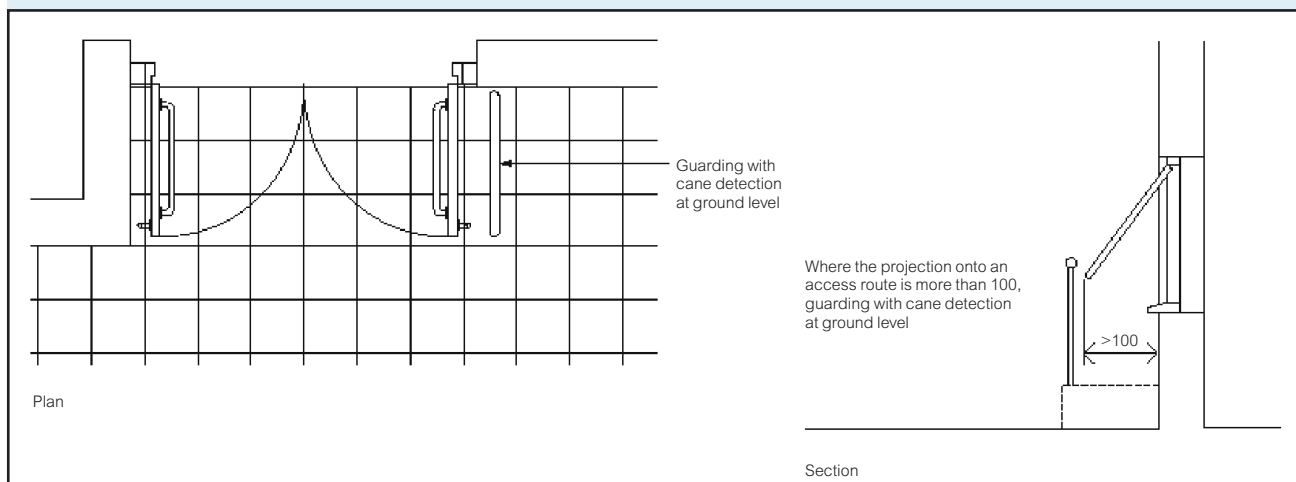 Guarding with
cane detection
at ground level
Plan
Where the projection onto an
access route is more than 100,
guarding with cane detection
at ground level
>100
Section